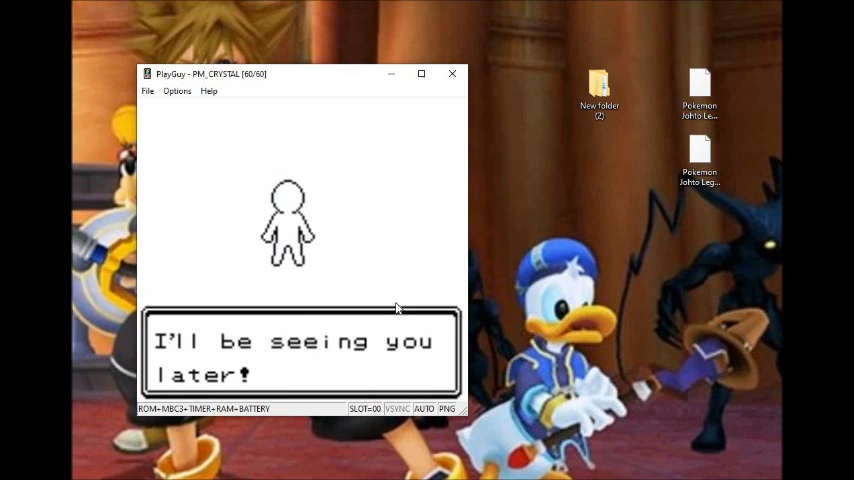 PlayGuy - PM_CRYSTAL [60/60]
File Options Help
I'll be seeing you
later!
ROM+MBC3+TIMER+RAM+BATTERY SLOT=00 VSYNC AUTO PNG
New folder
(2)
Pokemon
Johto Le...
Pokemon
Johto Leg...